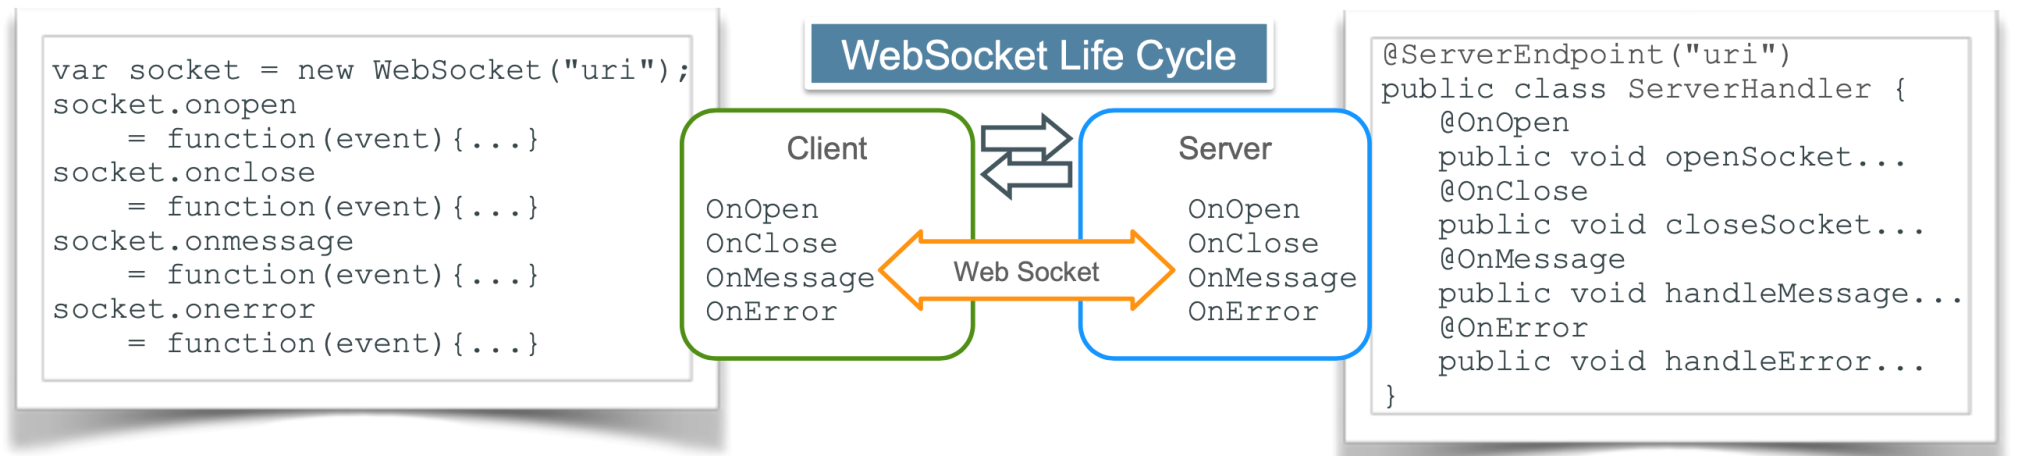 var socket = new WebSocket("uri");
socket.onopen
    = function(event){...}
socket.onclose
    = function(event){...}
socket.onmessage
    = function(event){...}
socket.onerror
    = function(event){...}
WebSocket Life Cycle
Client
OnOpen
OnClose
OnMessage
OnError
Web Socket
Server
OnOpen
OnClose
OnMessage
OnError
@ServerEndpoint("uri")
public class ServerHandler {
   @OnOpen
   public void openSocket...
   @OnClose
   public void closeSocket...
   @OnMessage
   public void handleMessage...
   @OnError
   public void handleError...
}